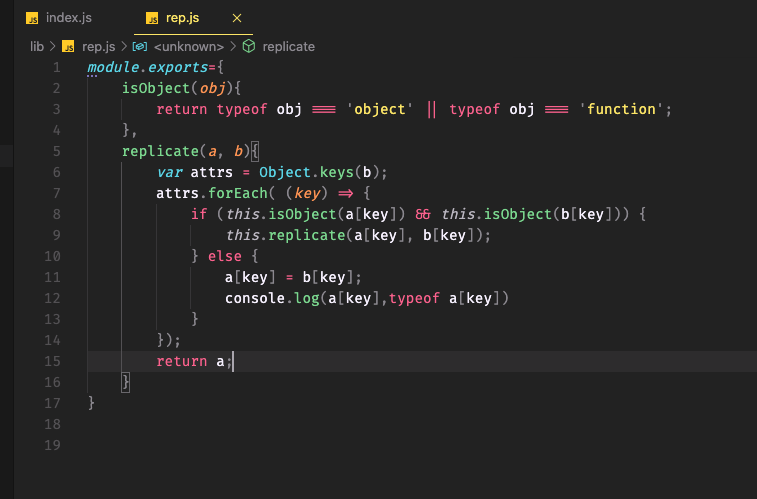 JS index.js JS rep.js ×
lib > JS rep.js > <unknown> > replicate
1 module.exports={
2 isObject(obj){
3 return typeof obj === 'object' || typeof obj === 'function';
4 },
5 replicate(a, b){
6 var attrs = Object.keys(b);
7 attrs.forEach( (key) => {
8 if (this.isObject(a[key]) && this.isObject(b[key])) {
9 this.replicate(a[key], b[key]);
10 } else {
11 a[key] = b[key];
12 console.log(a[key],typeof a[key])
13 }
14 });
15 return a;
16 }
17 }
18
19